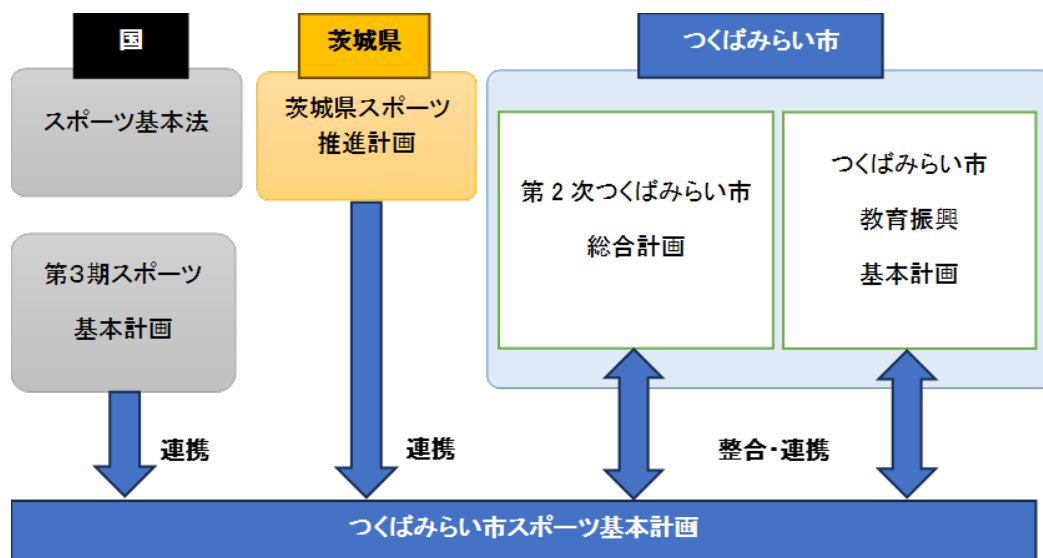 国
スポーツ基本法
第3期スポーツ
基本計画
連携
茨城県
茨城県スポーツ
推進計画
連携
つくばみらい市
第2次つくばみらい市
総合計画
つくばみらい市
教育振興
基本計画
整合・連携
つくばみらい市スポーツ基本計画